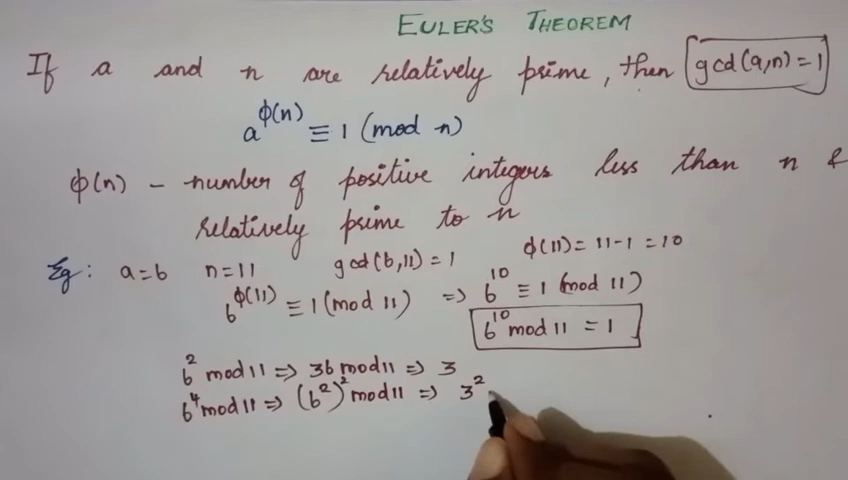 EULER'S THEOREM
If a and n are relatively prime, then gcd(a,n)=1
a^ϕ(n) ≡ 1 (mod n)
ϕ(n) - number of positive integers less than n &
relatively prime to n
Eg: a=6 n=11 gcd(6,11)=1 ϕ(11)=11-1=10
6^ϕ(11) ≡ 1 (mod 11) => 6^10 ≡ 1 (mod 11)
6^10 mod 11 = 1
6^2 mod 11 => 36 mod 11 => 3
6^4 mod 11 => (6^2)^2 mod 11 => 3^2